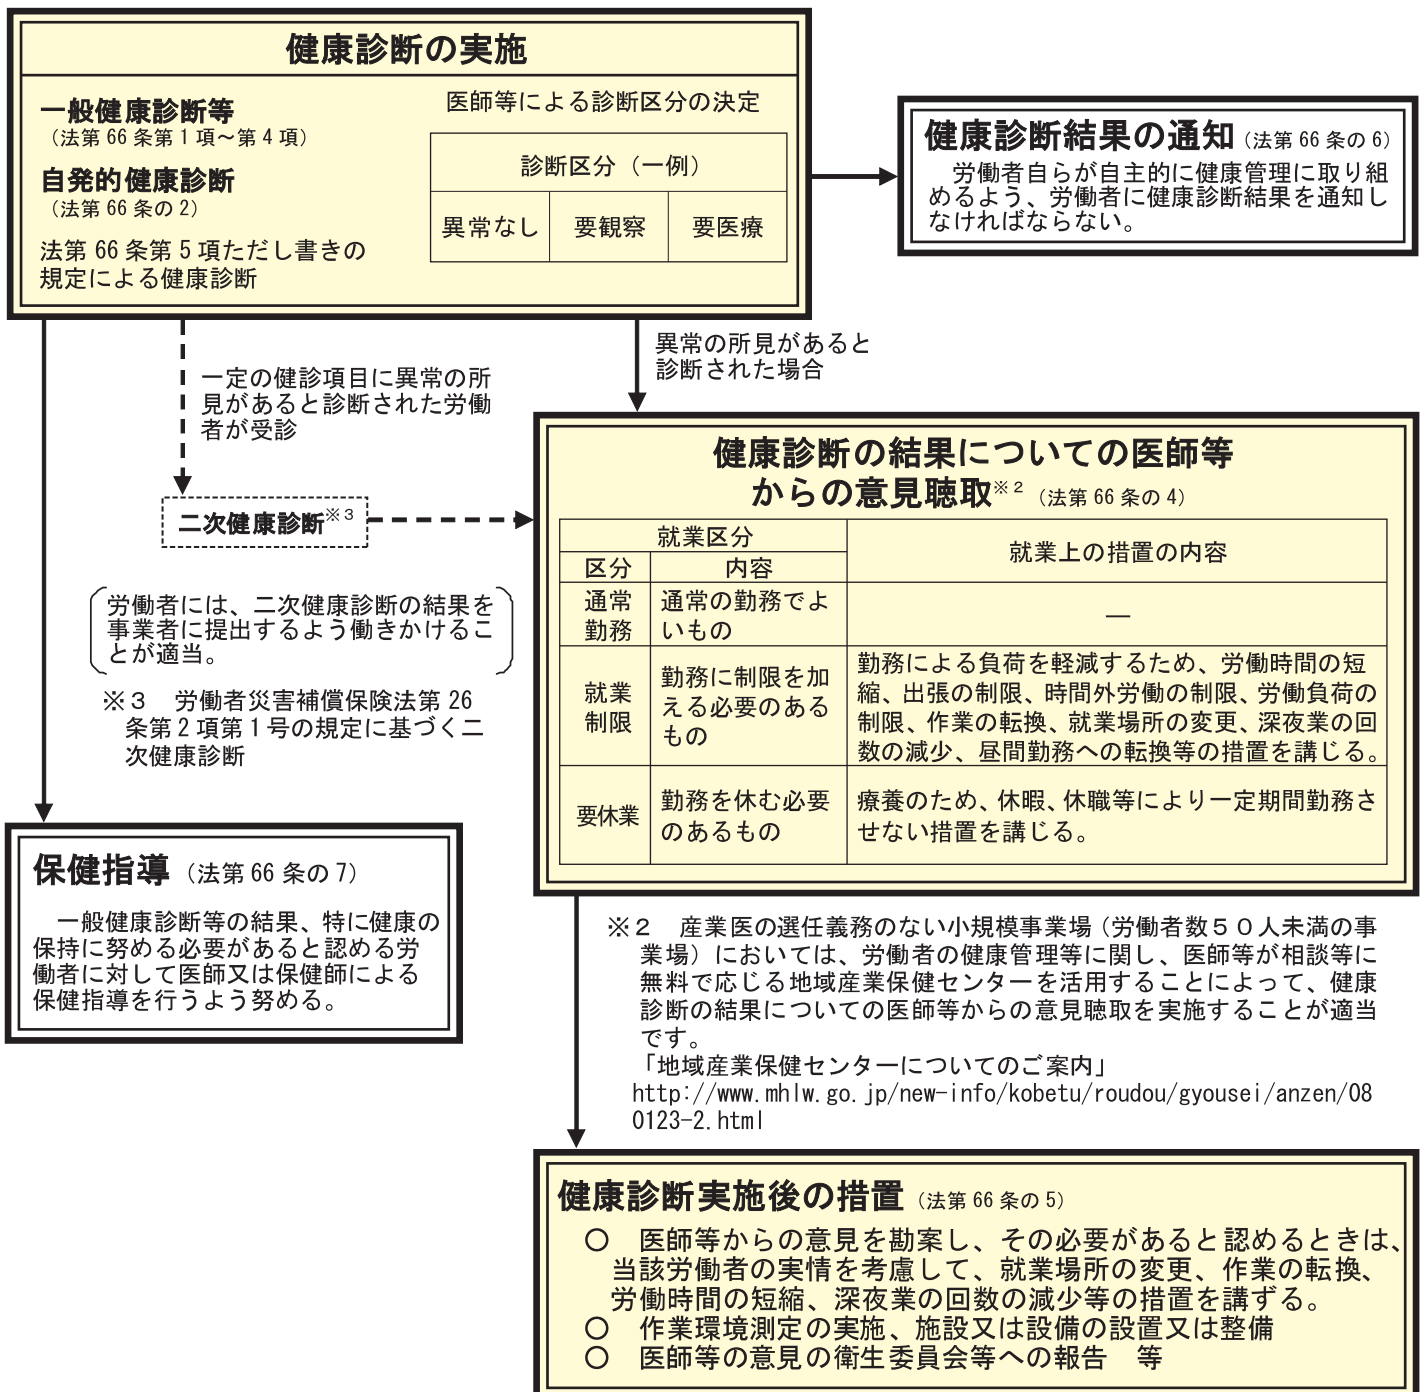 健康診断の実施
一般健康診断等
（法第 66 条第 1 項～第 4 項）
自発的健康診断
（法第 66 条の 2）
法第 66 条第 5 項ただし書きの
規定による健康診断
医師等による診断区分の決定
診断区分（一例）
異常なし 要観察 要医療
健康診断結果の通知（法第 66 条の 6）
労働者自らが自主的に健康管理に取り組
めるよう、労働者に健康診断結果を通知し
なければならない。
異常の所見があると
診断された場合
一定の健診項目に異常の所
見があると診断された労働
者が受診
二次健康診断※３
労働者には、二次健康診断の結果を
事業者に提出するよう働きかけるこ
とが適当。
※３　労働者災害補償保険法第 26
条第 2 項第 1 号の規定に基づく二
次健康診断
健康診断の結果についての医師等
からの意見聴取※２（法第 66 条の 4）
就業区分 就業上の措置の内容
区分 内容
通常
勤務
通常の勤務でよ
いもの
―
就業
制限
勤務に制限を加
える必要のある
もの
勤務による負荷を軽減するため、労働時間の短
縮、出張の制限、時間外労働の制限、労働負荷の
制限、作業の転換、就業場所の変更、深夜業の回
数の減少、昼間勤務への転換等の措置を講じる。
要休業
勤務を休む必要
のあるもの
療養のため、休暇、休職等により一定期間勤務さ
せない措置を講じる。
保健指導（法第 66 条の 7）
一般健康診断等の結果、特に健康の
保持に努める必要があると認める労
働者に対して医師又は保健師による
保健指導を行うよう努める。
※２　産業医の選任義務のない小規模事業場（労働者数５０人未満の事
業場）においては、労働者の健康管理等に関し、医師等が相談等に
無料で応じる地域産業保健センターを活用することによって、健康
診断の結果についての医師等からの意見聴取を実施することが適当
です。
「地域産業保健センターについてのご案内」
http://www.mhlw.go.jp/new-info/kobetu/roudou/gyousei/anzen/08
0123-2.html
健康診断実施後の措置（法第 66 条の 5）
○　医師等からの意見を勘案し、その必要があると認めるときは、
当該労働者の実情を考慮して、就業場所の変更、作業の転換、
労働時間の短縮、深夜業の回数の減少等の措置を講ずる。
○　作業環境測定の実施、施設又は設備の設置又は整備
○　医師等の意見の衛生委員会等への報告　等